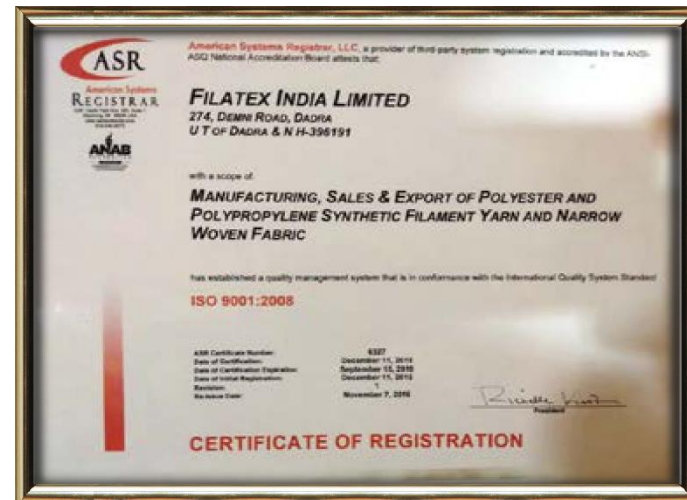 ASR
American Systems
REGISTRAR
ANAB
American Systems Registrar, LLC, a provider of third-party system registration and accredited by the ANSI-
ASQ National Accreditation Board attests that:
FILATEX INDIA LIMITED
274, DEMNI ROAD, DADRA
U T OF DADRA & N H-396191
with a scope of:
MANUFACTURING, SALES & EXPORT OF POLYESTER AND
POLYPROPYLENE SYNTHETIC FILAMENT YARN AND NARROW
WOVEN FABRIC
has established a quality management system that is in conformance with the International Quality System Standard
ISO 9001:2008
ASR Certificate Number: 6327
Date of Certification: December 11, 2015
Date of Certification Expiration: September 15, 2018
Date of Initial Registration: December 11, 2015
Revision: 1
Re-Issue Date: November 7, 2016
President
CERTIFICATE OF REGISTRATION